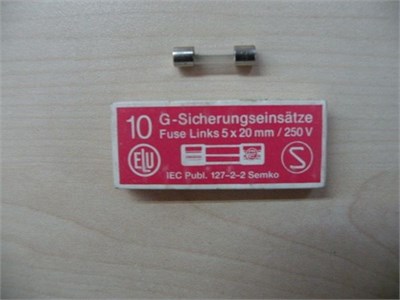 10 G-Sicherungseinsätze
Fuse Links 5 x 20 mm / 250 V
ELU
S
IEC Publ. 127-2-2 Semko